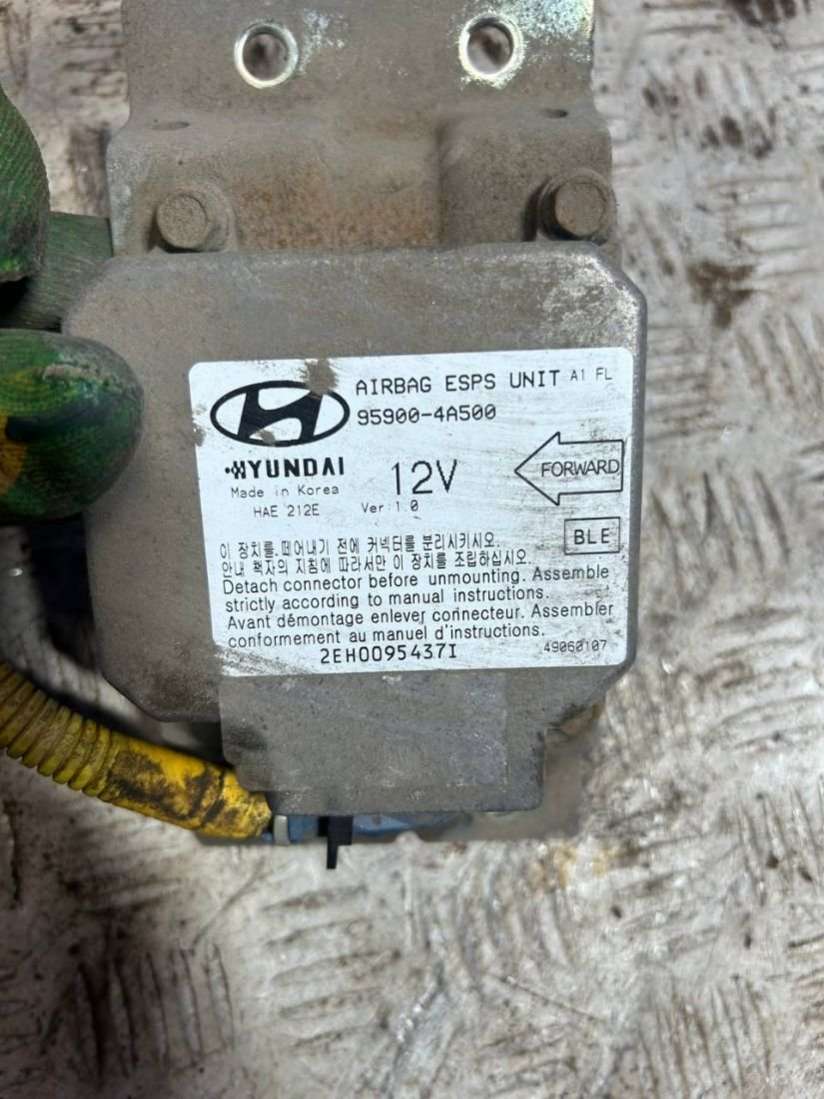 AIRBAG ESPS UNIT A1 FL
95900-4A500
HYUNDAI
12V
FORWARD
Made in Korea
HAE 212E Ver 1.0
BLE
이 장치를 떼어내기 전에 커넥터를 분리시키시오.
안내 책자의 지침에 따라서만 이 장치를 조립하십시오.
Detach connector before unmounting. Assemble
strictly according to manual instructions.
Avant démontage enlever connecteur. Assembler
conformement au manuel d'instructions.
2EH0095437I 49060107